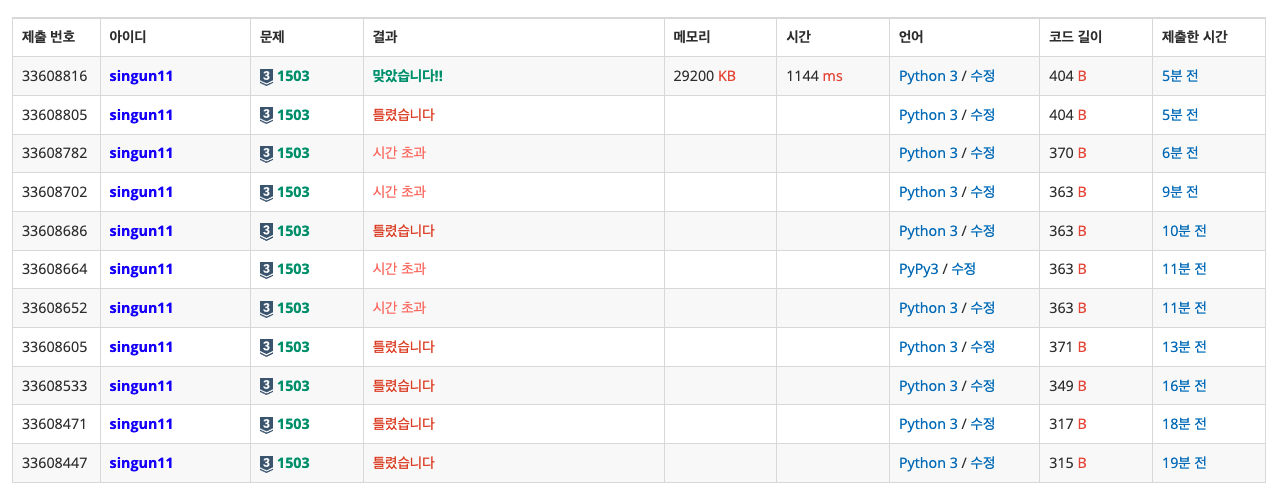 제출 번호 아이디 문제 결과 메모리 시간 언어 코드 길이 제출한 시간
33608816 singun11 3 1503 맞았습니다!! 29200 KB 1144 ms Python 3 / 수정 404 B 5분 전
33608805 singun11 3 1503 틀렸습니다 Python 3 / 수정 404 B 5분 전
33608782 singun11 3 1503 시간 초과 Python 3 / 수정 370 B 6분 전
33608702 singun11 3 1503 시간 초과 Python 3 / 수정 363 B 9분 전
33608686 singun11 3 1503 틀렸습니다 Python 3 / 수정 363 B 10분 전
33608664 singun11 3 1503 시간 초과 PyPy3 / 수정 363 B 11분 전
33608652 singun11 3 1503 시간 초과 Python 3 / 수정 363 B 11분 전
33608605 singun11 3 1503 틀렸습니다 Python 3 / 수정 371 B 13분 전
33608533 singun11 3 1503 틀렸습니다 Python 3 / 수정 349 B 16분 전
33608471 singun11 3 1503 틀렸습니다 Python 3 / 수정 317 B 18분 전
33608447 singun11 3 1503 틀렸습니다 Python 3 / 수정 315 B 19분 전